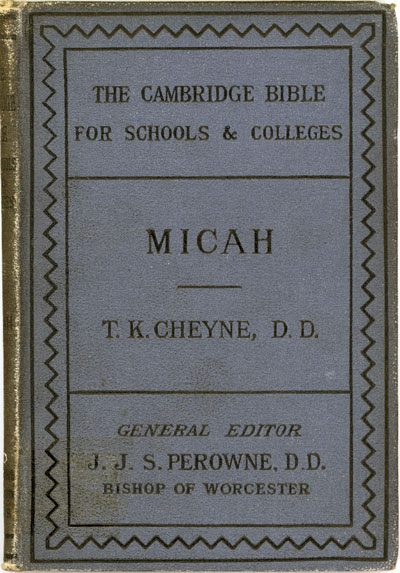 THE CAMBRIDGE BIBLE
FOR SCHOOLS & COLLEGES
MICAH
T. K. CHEYNE, D. D.
GENERAL EDITOR
J. J. S. PEROWNE, D.D.
BISHOP OF WORCESTER